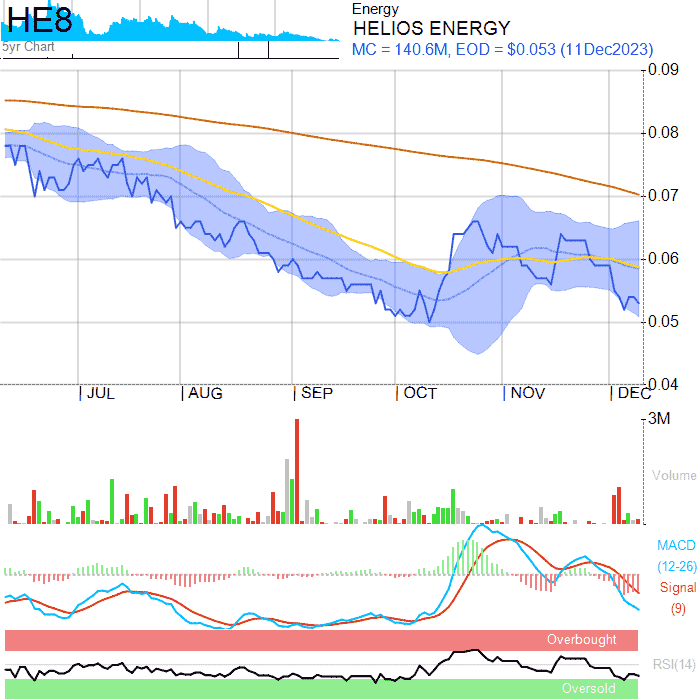 HE8
5yr Chart
Energy
HELIOS ENERGY
MC = 140.6M, EOD = $0.053 (11Dec2023)
0.09
0.08
0.07
0.06
0.05
0.04
JUL
AUG
SEP
OCT
NOV
DEC
3M
Volume
MACD
(12-26)
Signal
(9)
Overbought
RSI(14)
Oversold